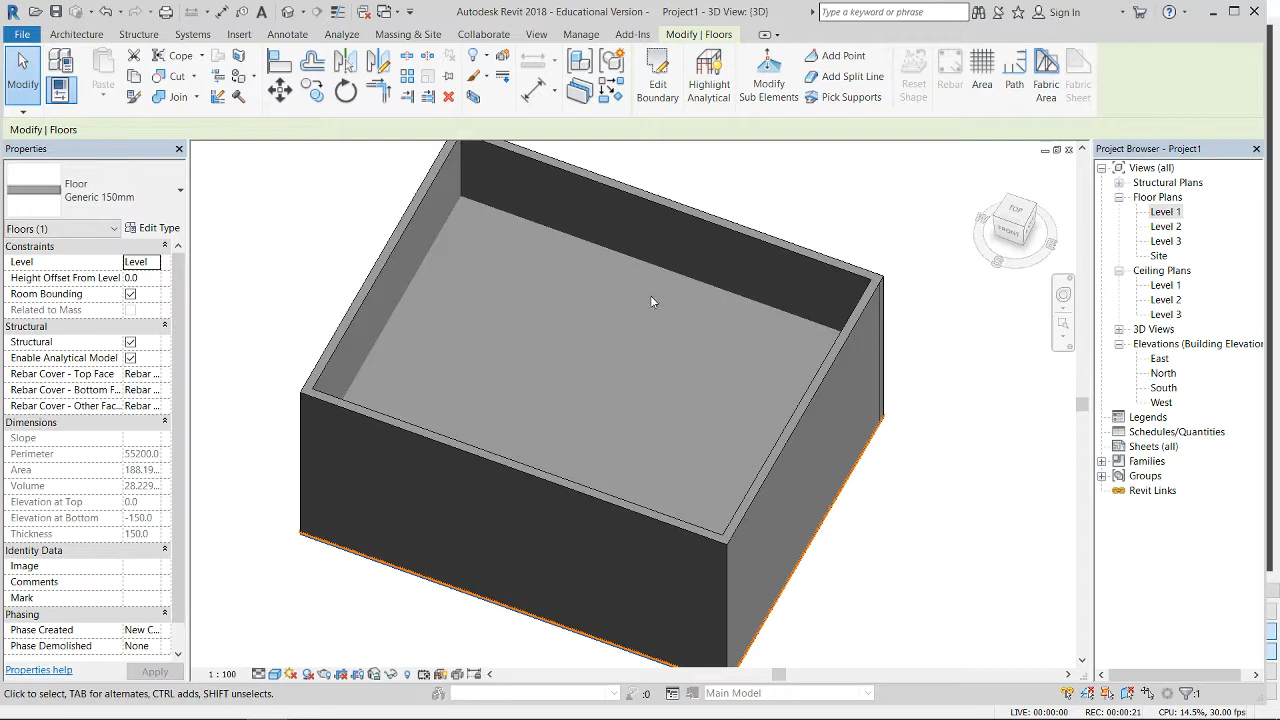 Autodesk Revit 2018 - Educational Version -    Project1 - 3D View: {3D}
Type a keyword or phrase
Sign In
File
Architecture
Structure
Systems
Insert
Annotate
Analyze
Massing & Site
Collaborate
View
Manage
Add-Ins
Modify | Floors
Modify
Paste
Cope
Cut
Join
Edit
Boundary
Highlight
Analytical
Modify
Sub Elements
Add Point
Add Split Line
Pick Supports
Reset
Shape
Rebar
Area
Path
Fabric
Area
Fabric
Sheet
Modify | Floors
Properties
Floor
Generic 150mm
Floors (1)
Edit Type
Constraints
Level Level
Height Offset From Level 0.0
Room Bounding
Related to Mass
Structural
Structural
Enable Analytical Model
Rebar Cover - Top Face Rebar
Rebar Cover - Bottom F... Rebar
Rebar Cover - Other Fac... Rebar
Dimensions
Slope
Perimeter 55200.0
Area 188.19...
Volume 28.229...
Elevation at Top 0.0
Elevation at Bottom -150.0
Thickness 150.0
Identity Data
Image
Comments
Mark
Phasing
Phase Created New C...
Phase Demolished None
Properties help
Apply
TOP
FRONT
Project Browser - Project1
Views (all)
Structural Plans
Floor Plans
Level 1
Level 2
Level 3
Site
Ceiling Plans
Level 1
Level 2
Level 3
3D Views
Elevations (Building Elevation
East
North
South
West
Legends
Schedules/Quantities
Sheets (all)
Families
Groups
Revit Links
1 : 100
Click to select, TAB for alternates, CTRL adds, SHIFT unselects.
:0
Main Model
:1
LIVE: 00:00:00
REC: 00:00:21
CPU: 14.5%, 30.00 fps